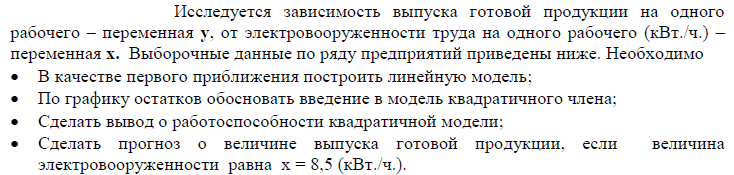 Исследуется зависимость выпуска готовой продукции на одного
рабочего – переменная y, от электровооруженности труда на одного рабочего (кВт./ч.) –
переменная x. Выборочные данные по ряду предприятий приведены ниже. Необходимо
• В качестве первого приближения построить линейную модель;
• По графику остатков обосновать введение в модель квадратичного члена;
• Сделать вывод о работоспособности квадратичной модели;
• Сделать прогноз о величине выпуска готовой продукции, если величина
электровооруженности равна x = 8,5 (кВт./ч.).